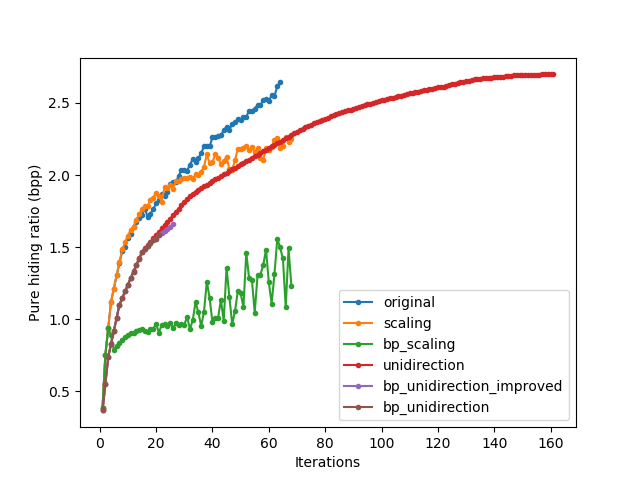 2.5
2.0
1.5
1.0
0.5
Pure hiding ratio (bpp)
0 20 40 60 80 100 120 140 160
Iterations
original
scaling
bp_scaling
unidirection
bp_unidirection_improved
bp_unidirection